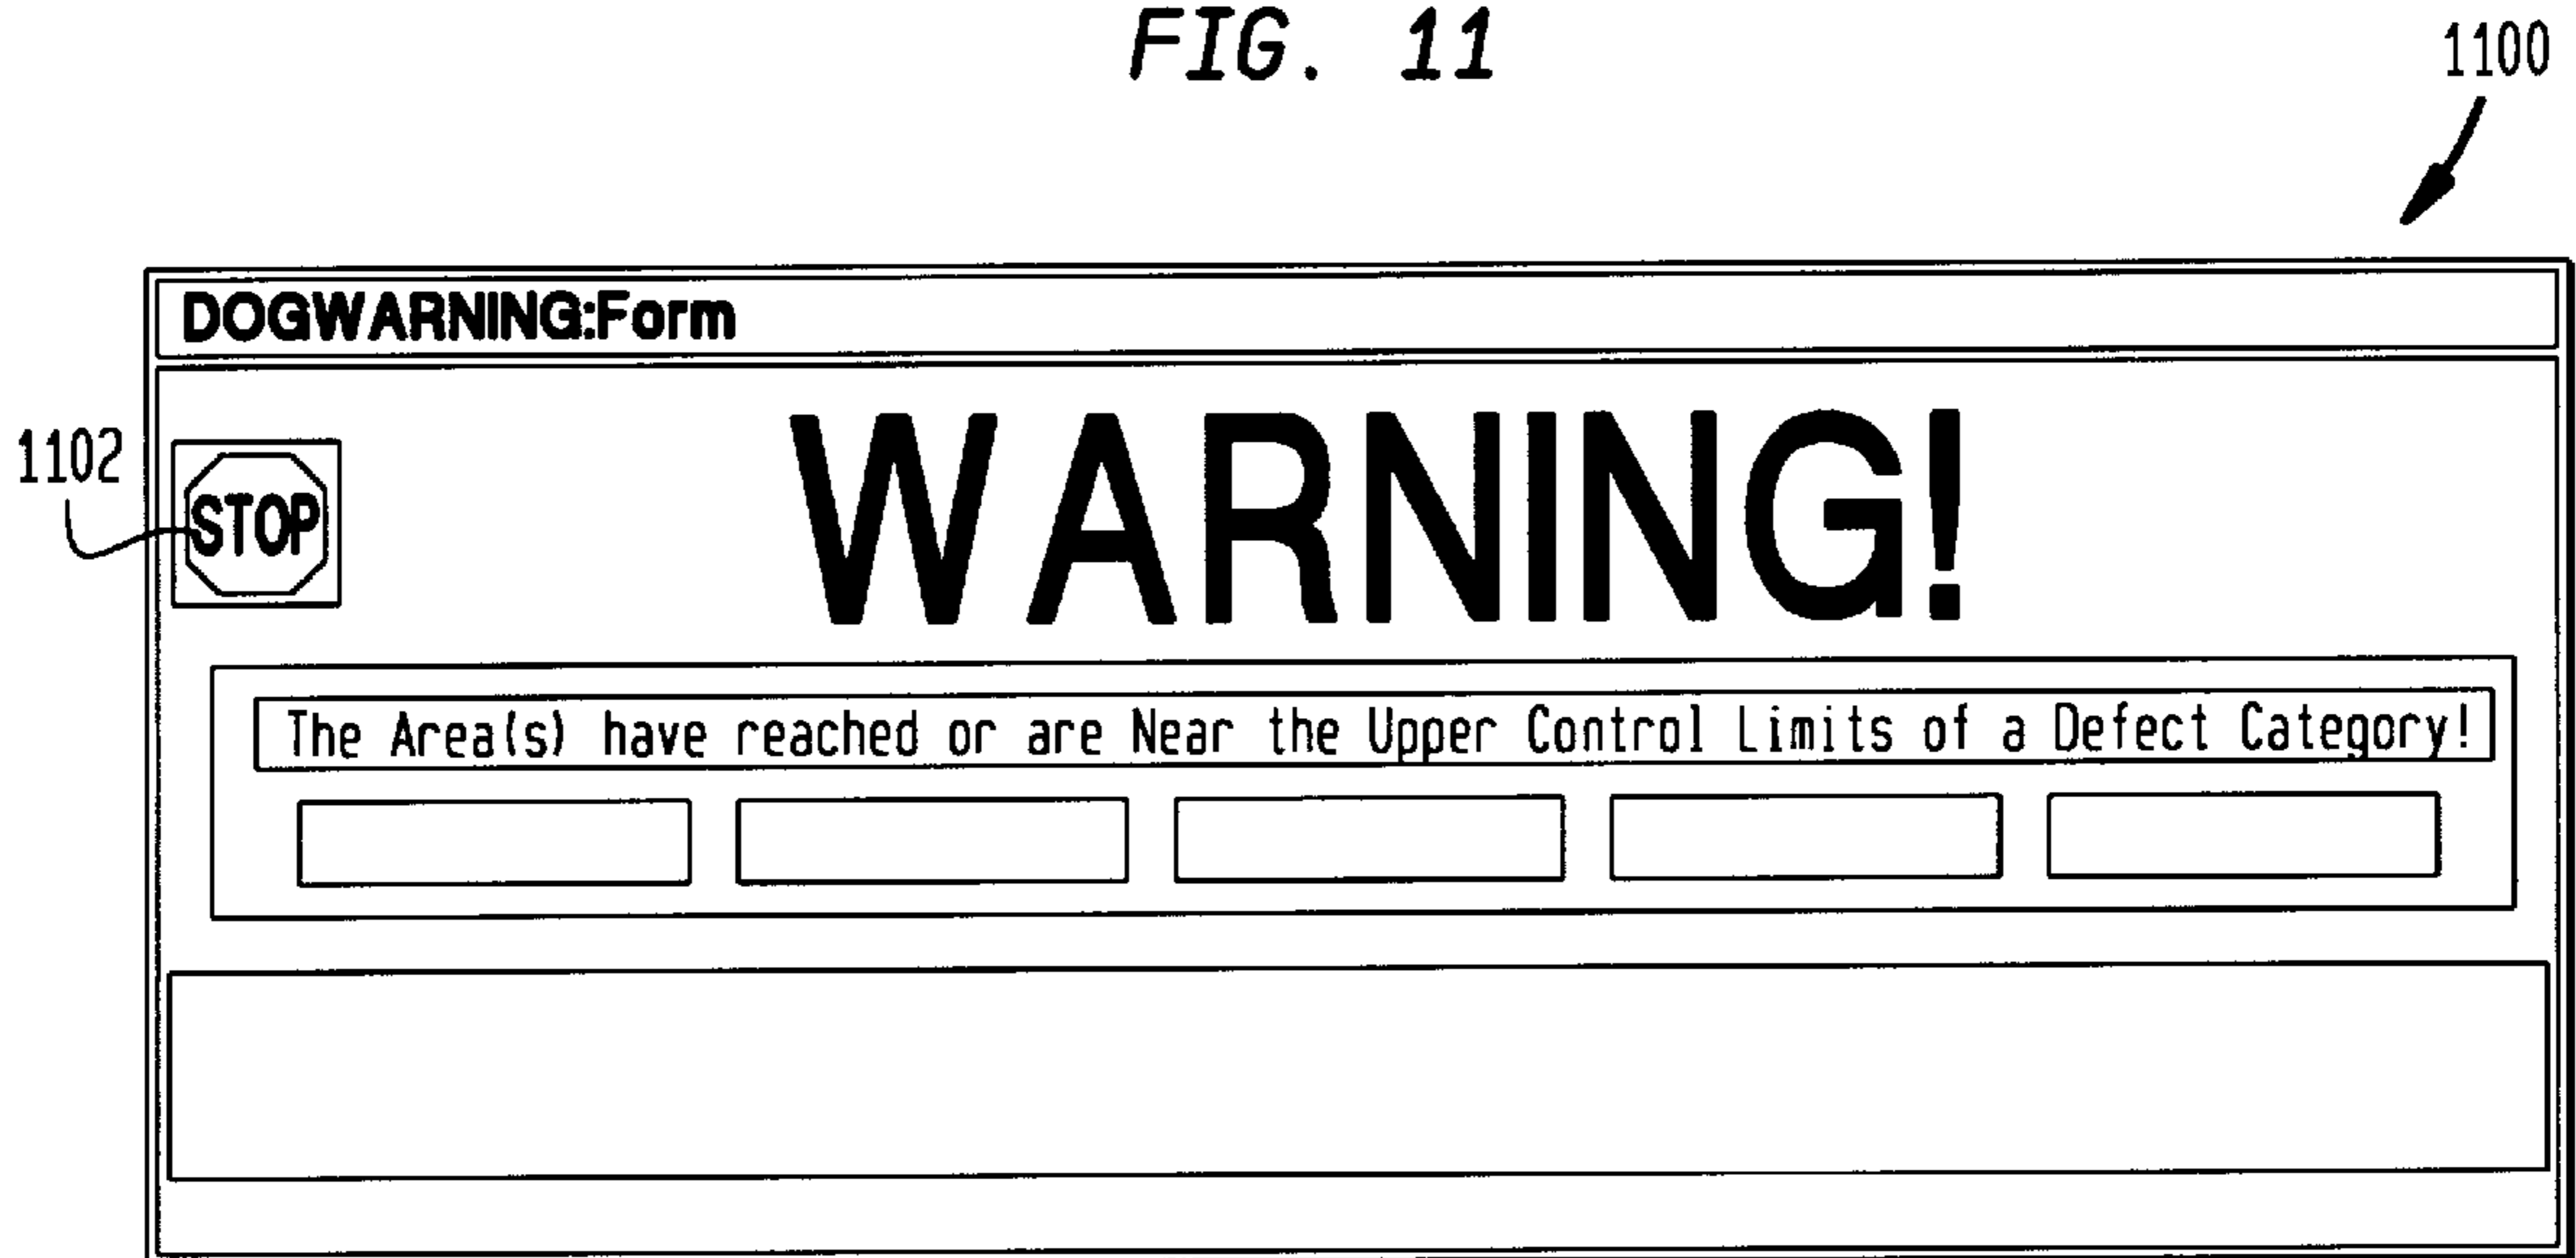 FIG. 11
1100
DOGWARNING:Form
1102
STOP
WARNING!
The Area(s) have reached or are Near the Upper Control Limits of a Defect Category!